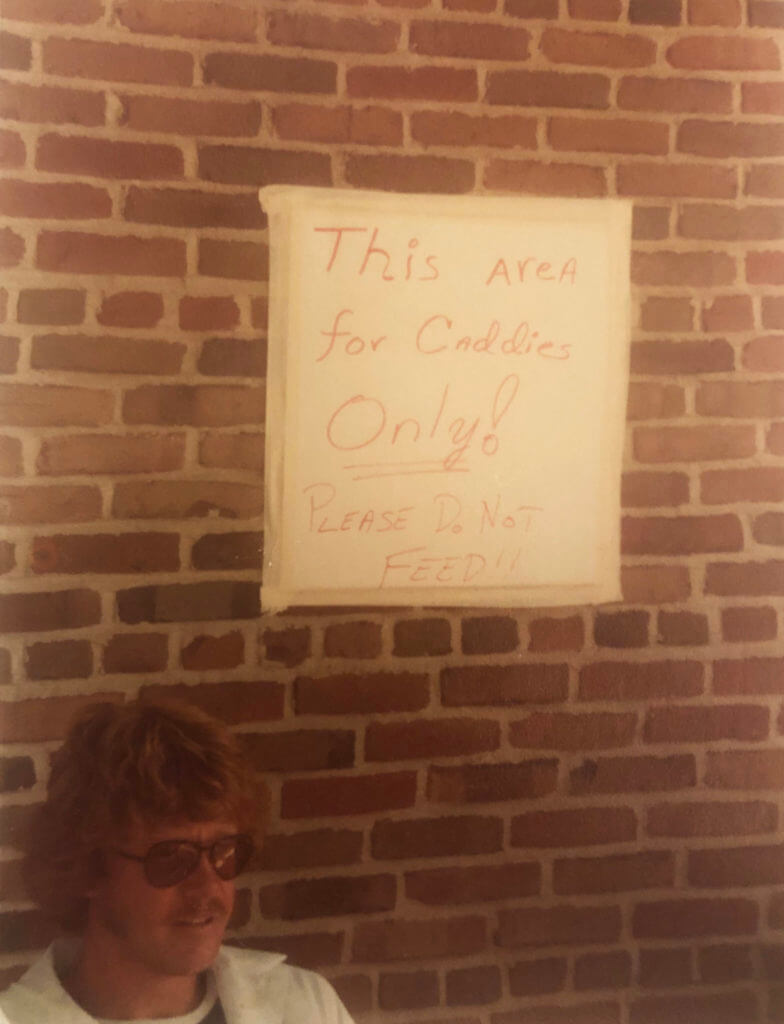 This AreA
for Caddies
Only!
PLEASE Do NoT
FEED!!